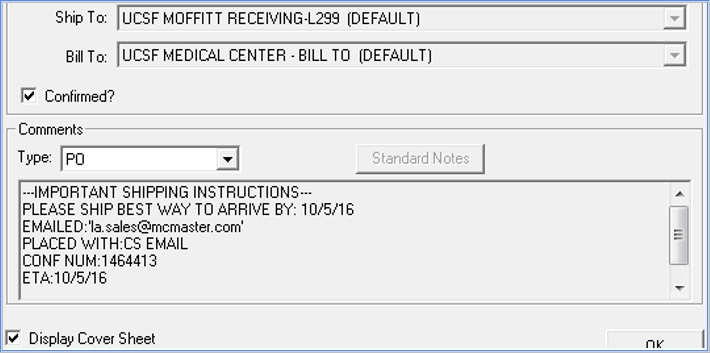 Ship To: UCSF MOFFITT RECEIVING-L299 (DEFAULT)
Bill To: UCSF MEDICAL CENTER - BILL TO (DEFAULT)
Confirmed?
Comments
Type: PO Standard Notes
---IMPORTANT SHIPPING INSTRUCTIONS---
PLEASE SHIP BEST WAY TO ARRIVE BY: 10/5/16
EMAILED:'la.sales@mcmaster.com'
PLACED WITH:CS EMAIL
CONF NUM:1464413
ETA:10/5/16
Display Cover Sheet
OK